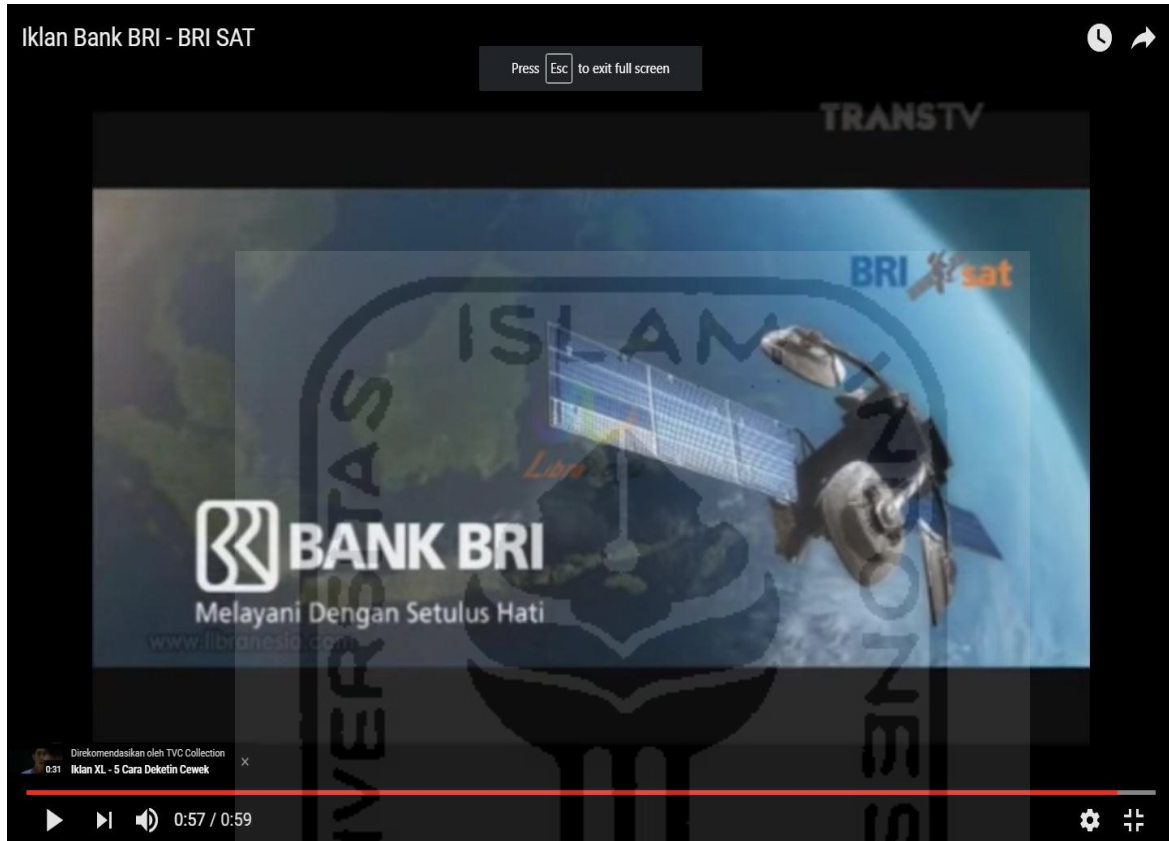 Iklan Bank BRI - BRI SAT
Press Esc to exit full screen
TRANSTV
BRI sat
ISLAM
Libra
BANK BRI
Melayani Dengan Setulus Hati
www.libranesia.com
Direkomendasikan oleh TVC Collection
0:31 Iklan XL - 5 Cara Deketin Cewek
0:57 / 0:59